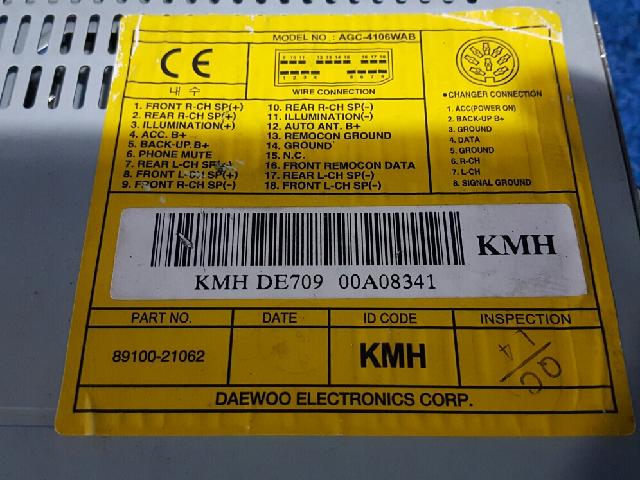 MODEL NO. : AGC-4106WAB
CE
내 수
WIRE CONNECTION
1. FRONT R-CH SP(+)
2. REAR R-CH SP(+)
3. ILLUMINATION(+)
4. ACC. B+
5. BACK-UP. B+
6. PHONE MUTE
7. REAR L-CH SP(+)
8. FRONT L-CH SP(+)
9. FRONT R-CH SP(-)
10. REAR R-CH SP(-)
11. ILLUMINATION(-)
12. AUTO ANT. B+
13. REMOCON GROUND
14. GROUND
15. N.C.
16. FRONT REMOCON DATA
17. REAR L-CH SP(-)
18. FRONT L-CH SP(-)
•CHANGER CONNECTION
1. ACC(POWER ON)
2. BACK-UP B+
3. GROUND
4. DATA
5. GROUND
6. R-CH
7. L-CH
8. SIGNAL GROUND
KMH
KMH DE709 00A08341
PART NO. DATE ID CODE INSPECTION
89100-21062 KMH QC L4
DAEWOO ELECTRONICS CORP.